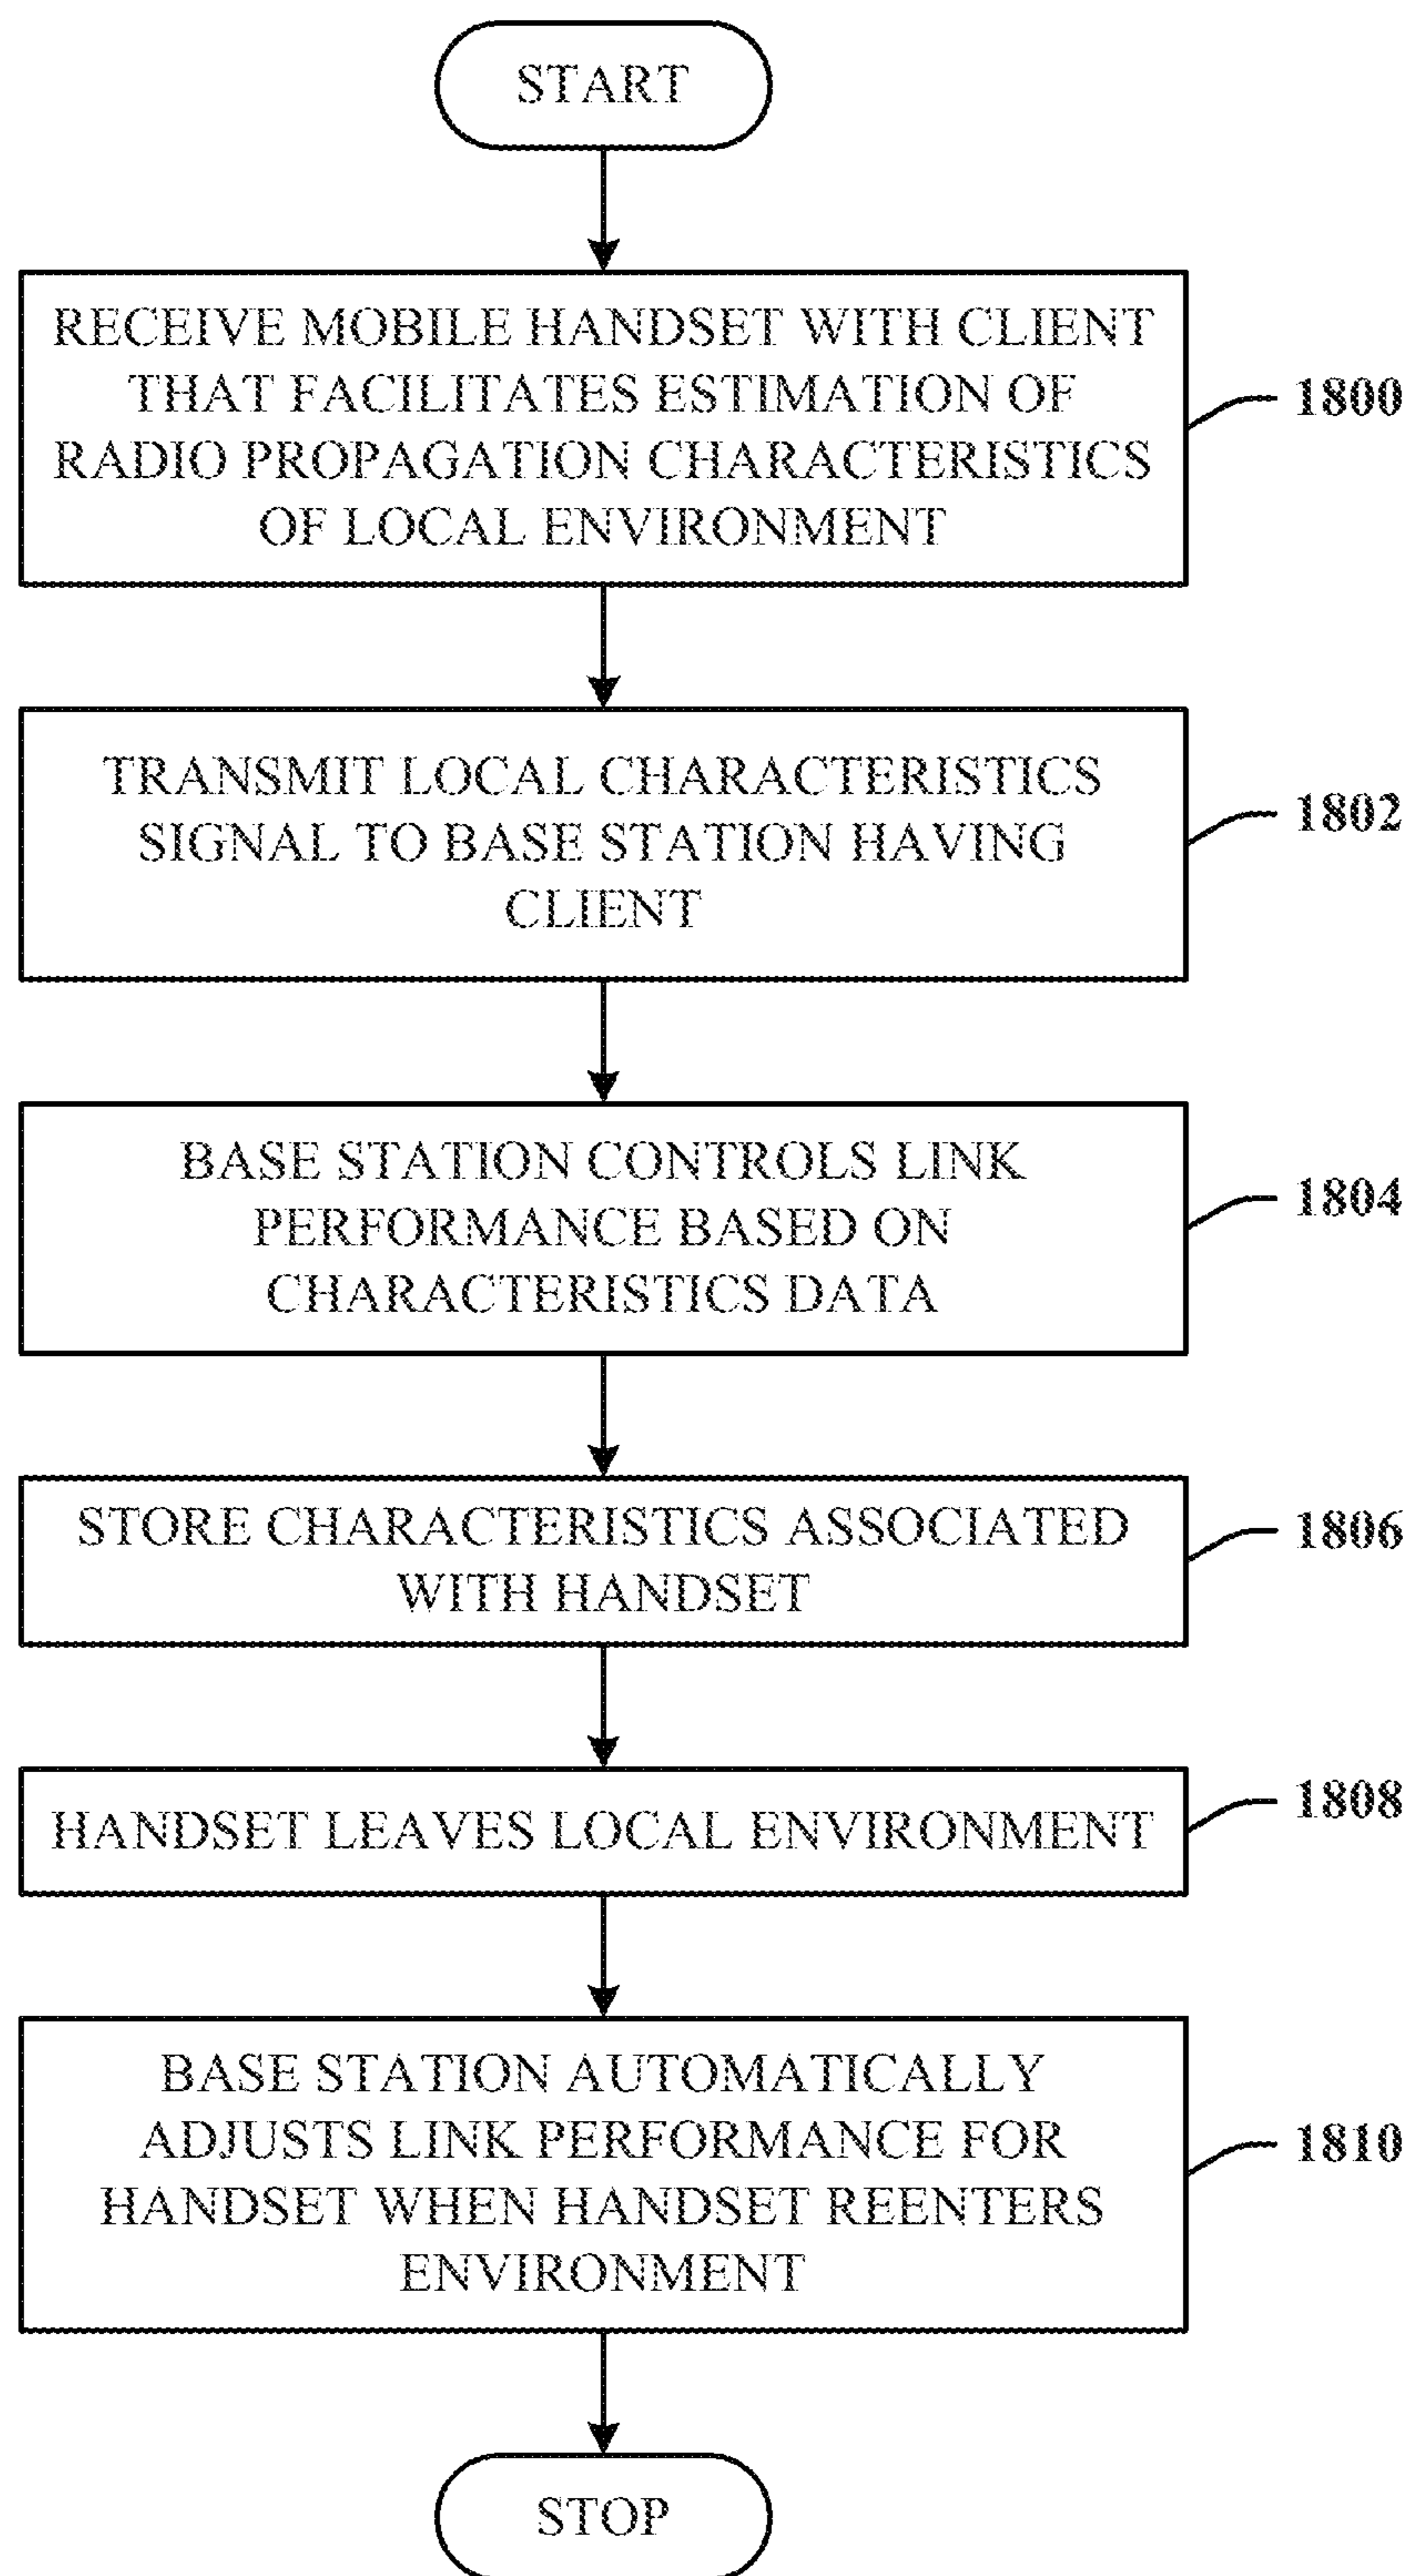 START
RECEIVE MOBILE HANDSET WITH CLIENT
THAT FACILITATES ESTIMATION OF
RADIO PROPAGATION CHARACTERISTICS
OF LOCAL ENVIRONMENT
1800
TRANSMIT LOCAL CHARACTERISTICS
SIGNAL TO BASE STATION HAVING
CLIENT
1802
BASE STATION CONTROLS LINK
PERFORMANCE BASED ON
CHARACTERISTICS DATA
1804
STORE CHARACTERISTICS ASSOCIATED
WITH HANDSET
1806
HANDSET LEAVES LOCAL ENVIRONMENT
1808
BASE STATION AUTOMATICALLY
ADJUSTS LINK PERFORMANCE FOR
HANDSET WHEN HANDSET REENTERS
ENVIRONMENT
1810
STOP